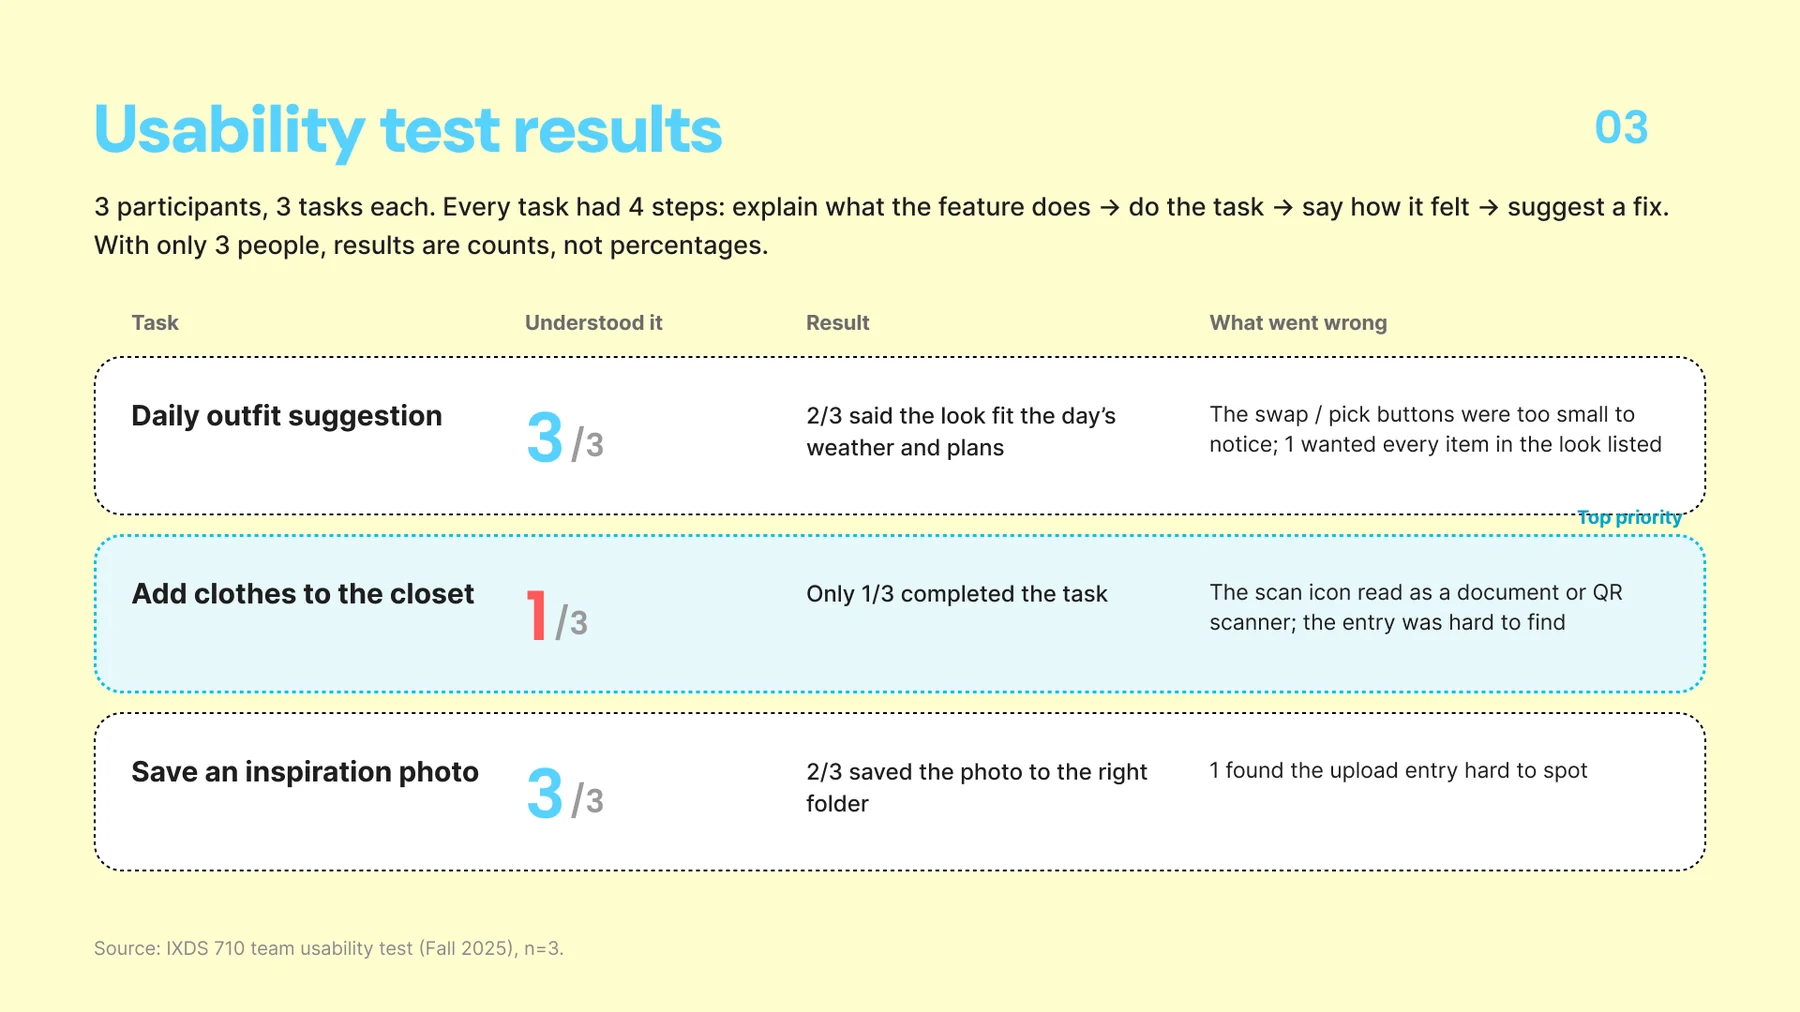 Usability test results
03
3 participants, 3 tasks each. Every task had 4 steps: explain what the feature does → do the task → say how it felt → suggest a fix.
With only 3 people, results are counts, not percentages.
Task Understood it Result What went wrong
Daily outfit suggestion
3/3
2/3 said the look fit the day’s
weather and plans
The swap / pick buttons were too small to
notice; 1 wanted every item in the look listed
Top priority
Add clothes to the closet
1/3
Only 1/3 completed the task
The scan icon read as a document or QR
scanner; the entry was hard to find
Save an inspiration photo
3/3
2/3 saved the photo to the right
folder
1 found the upload entry hard to spot
Source: IXDS 710 team usability test (Fall 2025), n=3.